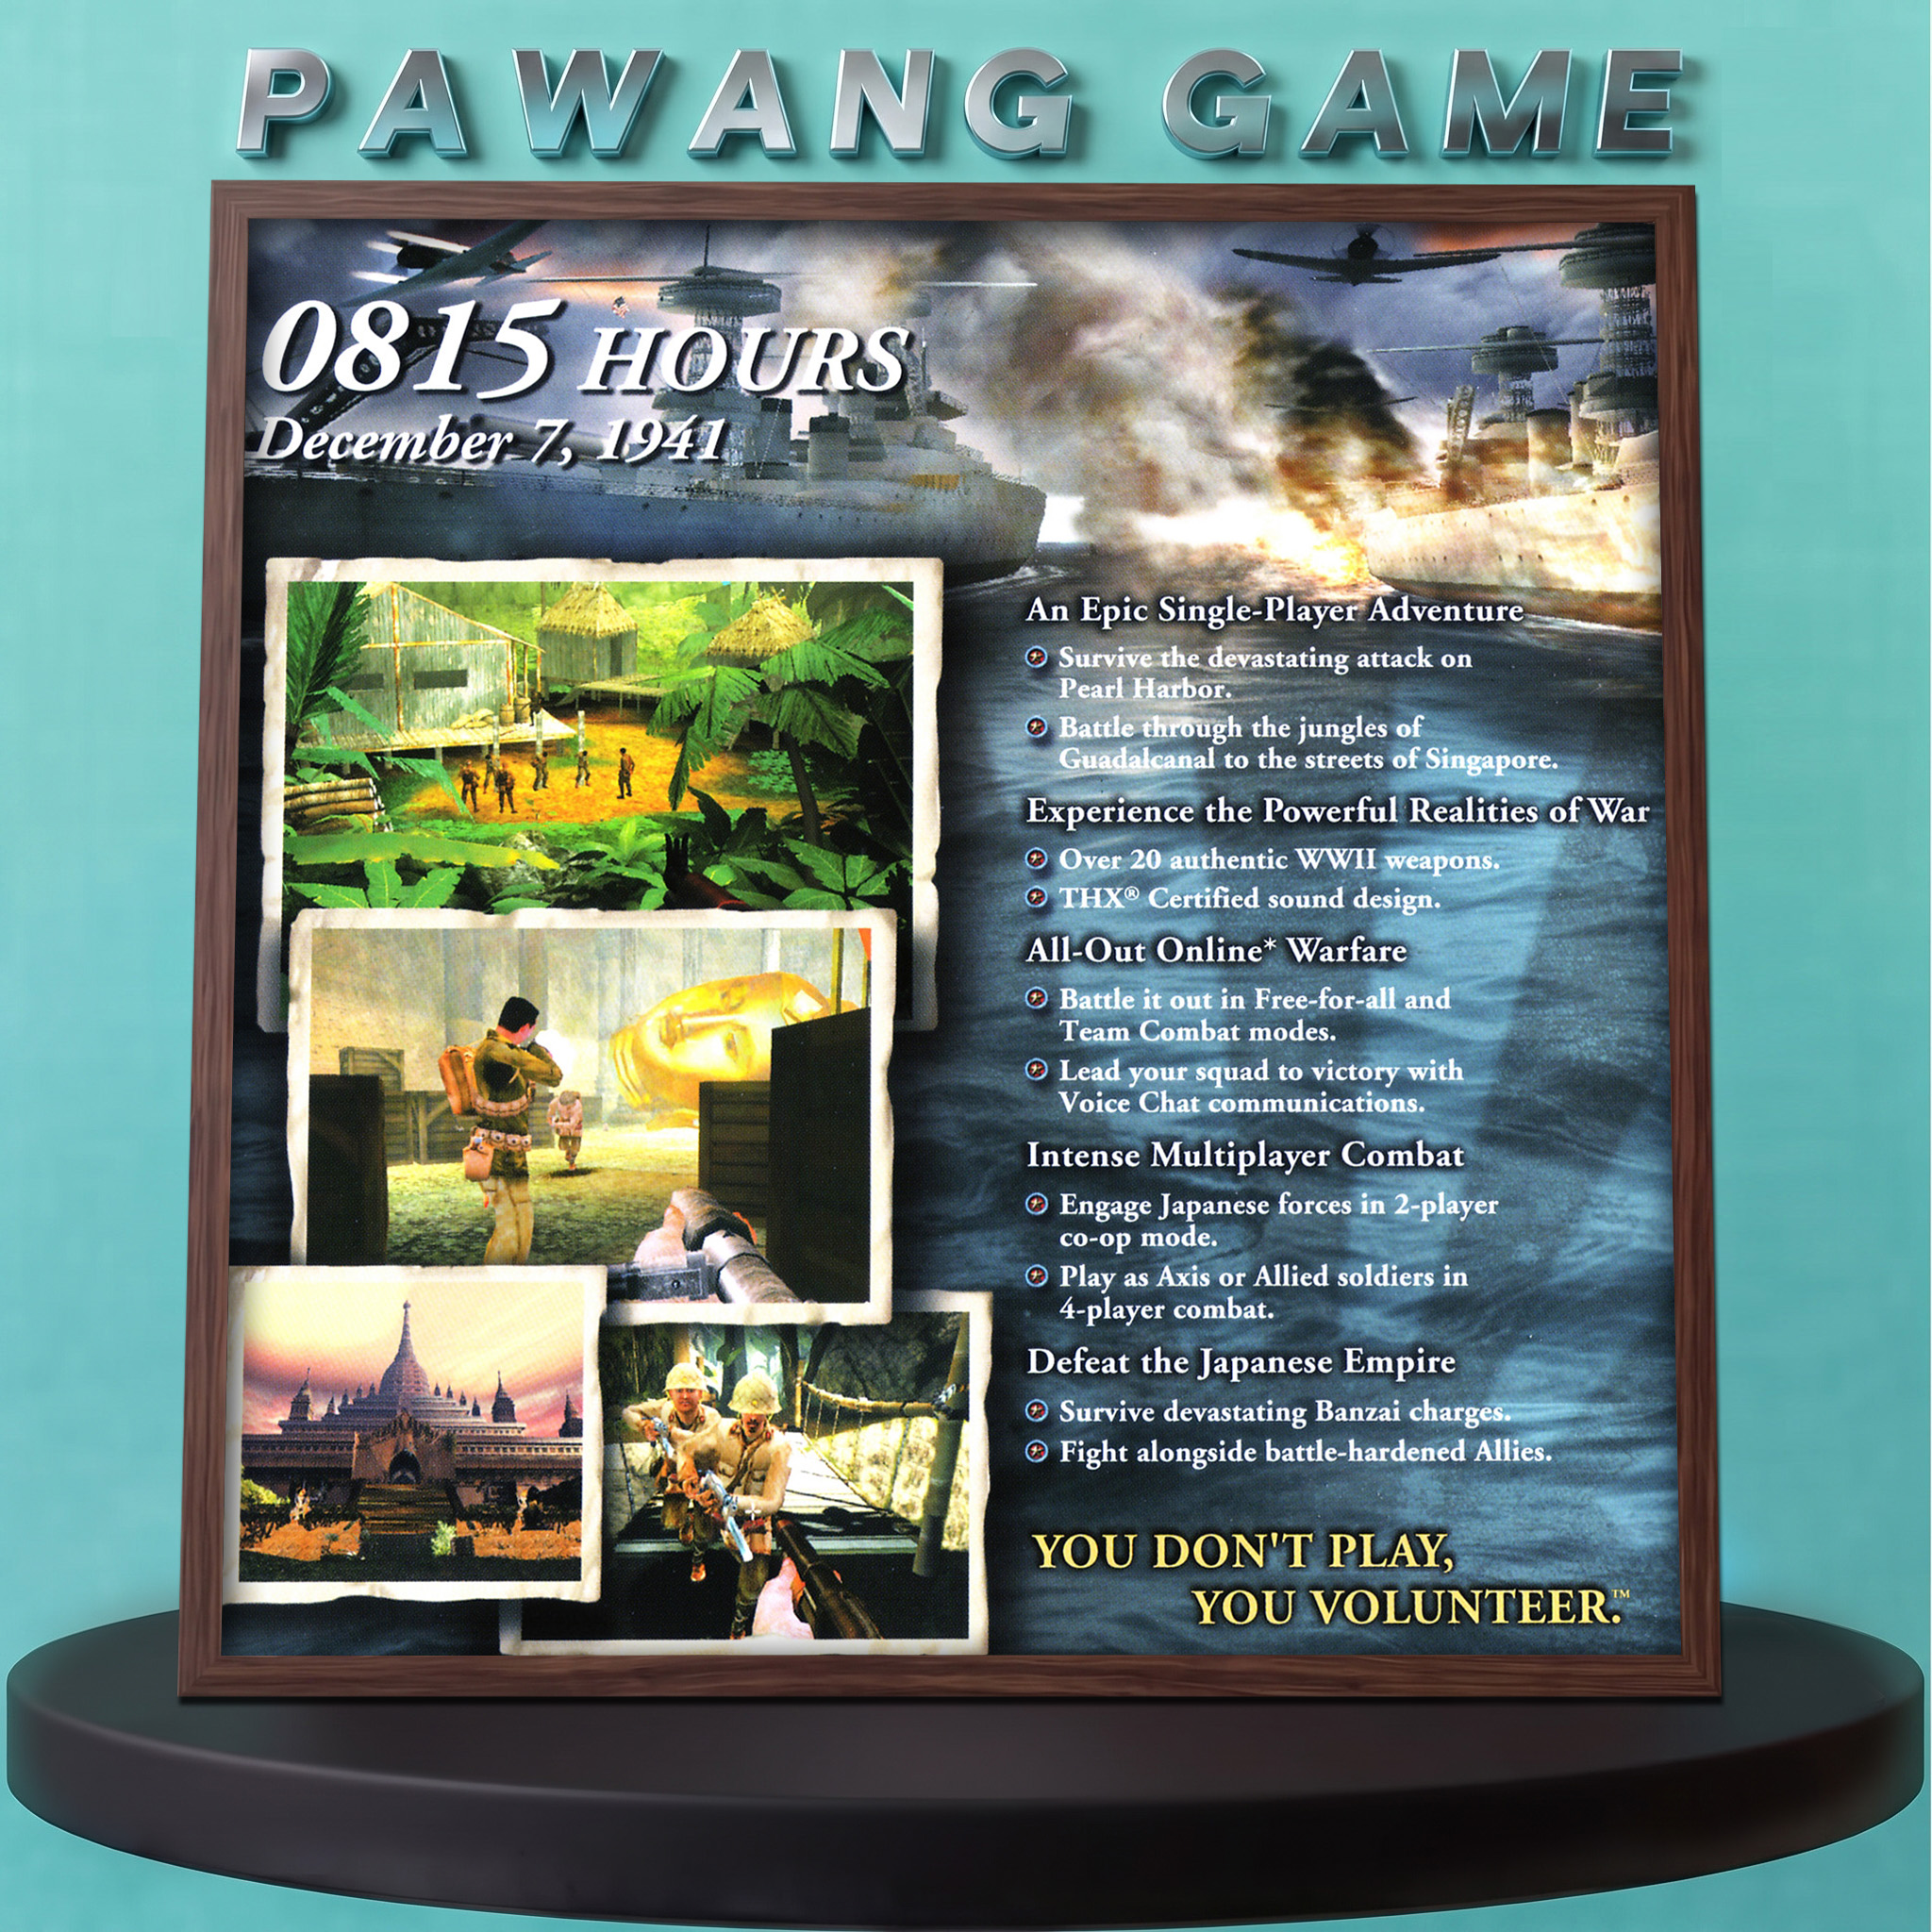 PAWANG GAME
0815 HOURS
December 7, 1941
An Epic Single-Player Adventure
Survive the devastating attack on
Pearl Harbor.
Battle through the jungles of
Guadalcanal to the streets of Singapore.
Experience the Powerful Realities of War
Over 20 authentic WWII weapons.
THX® Certified sound design.
All-Out Online* Warfare
Battle it out in Free-for-all and
Team Combat modes.
Lead your squad to victory with
Voice Chat communications.
Intense Multiplayer Combat
Engage Japanese forces in 2-player
co-op mode.
Play as Axis or Allied soldiers in
4-player combat.
Defeat the Japanese Empire
Survive devastating Banzai charges.
Fight alongside battle-hardened Allies.
YOU DON'T PLAY,
YOU VOLUNTEER.™